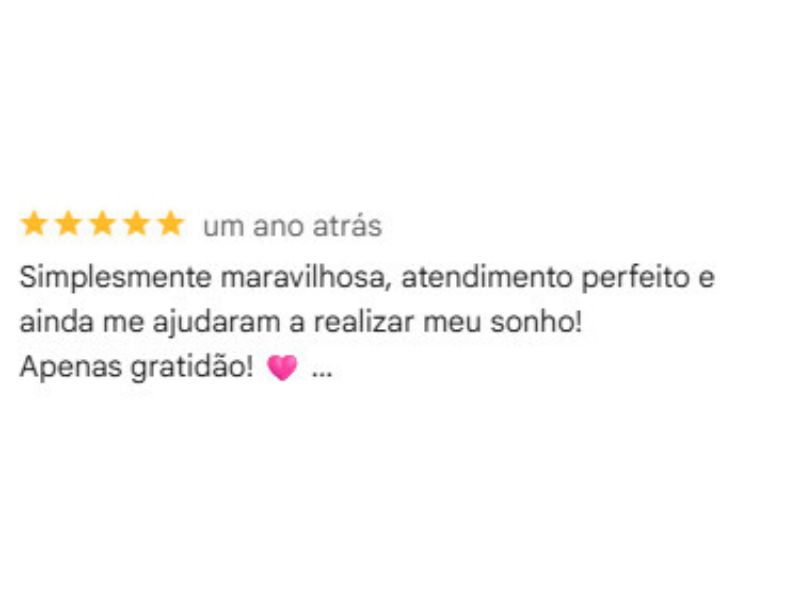 ★★★★★ um ano atrás
Simplesmente maravilhosa, atendimento perfeito e
ainda me ajudaram a realizar meu sonho!
Apenas gratidão! 🩷 ...